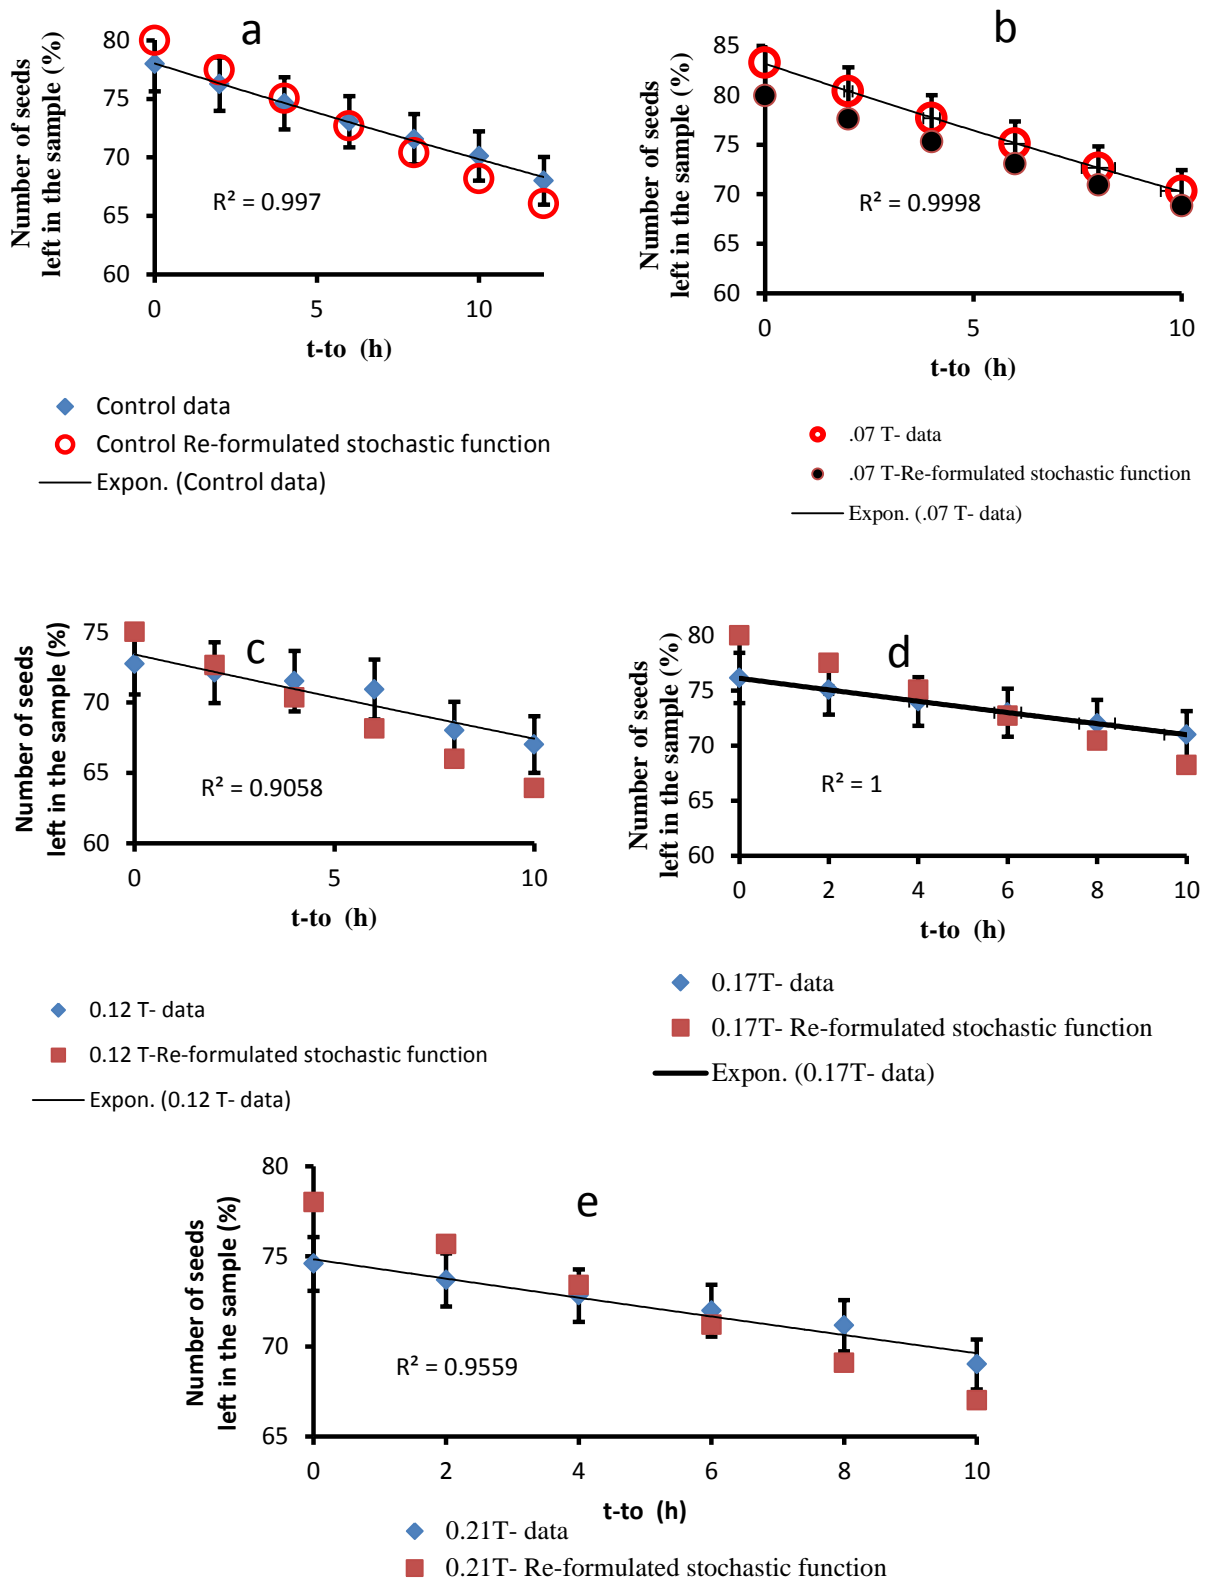 a
80
75
70
65
60
Number of seeds
left in the sample (%)
R² = 0.997
0 5 10
t-to (h)
Control data
Control Re-formulated stochastic function
Expon. (Control data)
b
85
80
75
70
65
60
Number of seeds
left in the sample (%)
R² = 0.9998
0 5 10
t-to (h)
.07 T- data
.07 T-Re-formulated stochastic function
Expon. (.07 T- data)
c
75
70
65
60
Number of seeds
left in the sample (%)
R² = 0.9058
0 5 10
t-to (h)
0.12 T- data
0.12 T-Re-formulated stochastic function
Expon. (0.12 T- data)
d
80
75
70
65
60
Number of seeds
left in the sample (%)
R² = 1
0 2 4 6 8 10
t-to (h)
0.17T- data
0.17T- Re-formulated stochastic function
Expon. (0.17T- data)
e
80
75
70
65
Number of seeds
left in the sample (%)
R² = 0.9559
0 2 4 6 8 10
t-to (h)
0.21T- data
0.21T- Re-formulated stochastic function